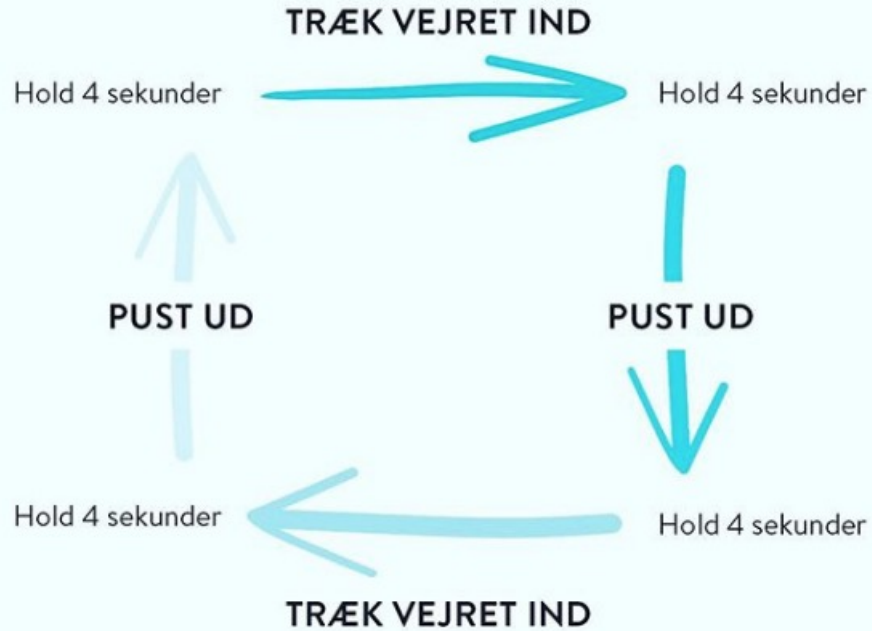 TRÆK VEJRET IND
Hold 4 sekunder
Hold 4 sekunder
PUST UD
PUST UD
Hold 4 sekunder
Hold 4 sekunder
TRÆK VEJRET IND